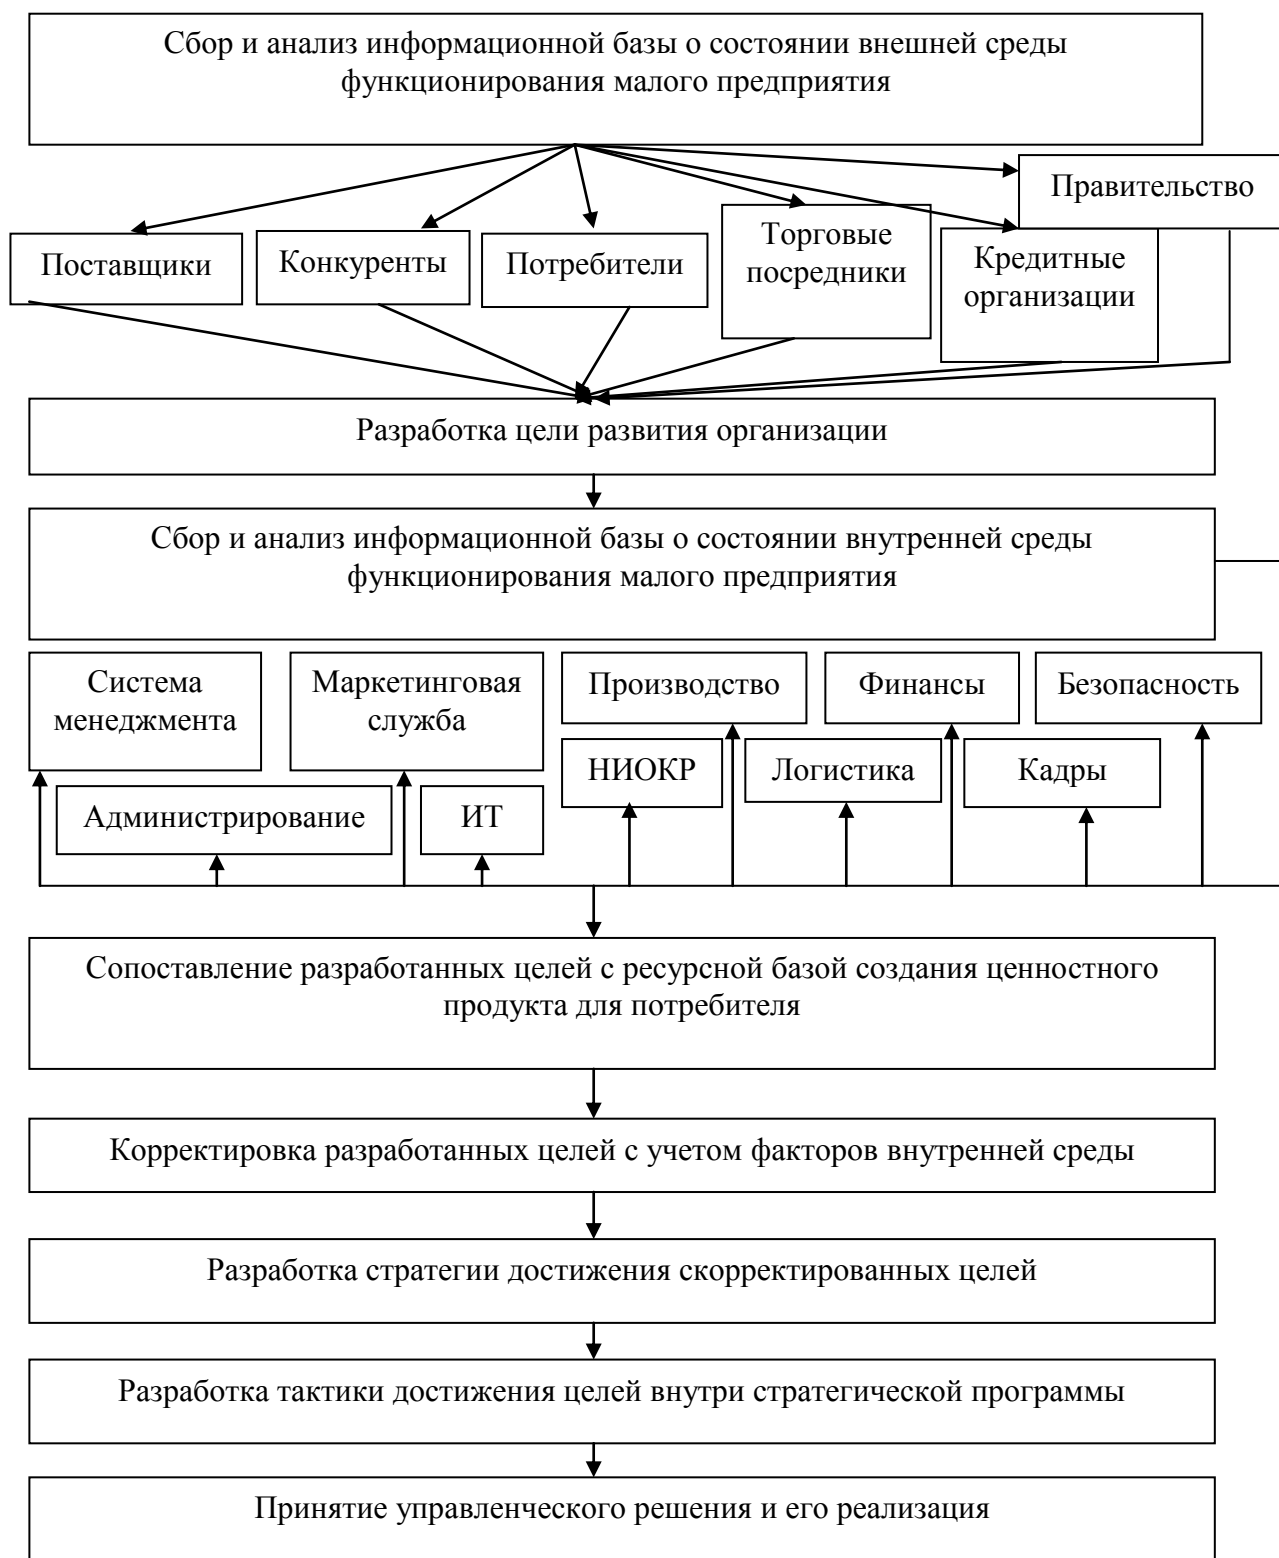 Сбор и анализ информационной базы о состоянии внешней среды
функционирования малого предприятия
Правительство
Поставщики
Конкуренты
Потребители
Торговые
посредники
Кредитные
организации
Разработка цели развития организации
Сбор и анализ информационной базы о состоянии внутренней среды
функционирования малого предприятия
Система
менеджмента
Маркетинговая
служба
Производство
Финансы
Безопасность
НИОКР
Логистика
Кадры
Администрирование
ИТ
Сопоставление разработанных целей с ресурсной базой создания ценностного
продукта для потребителя
Корректировка разработанных целей с учетом факторов внутренней среды
Разработка стратегии достижения скорректированных целей
Разработка тактики достижения целей внутри стратегической программы
Принятие управленческого решения и его реализация